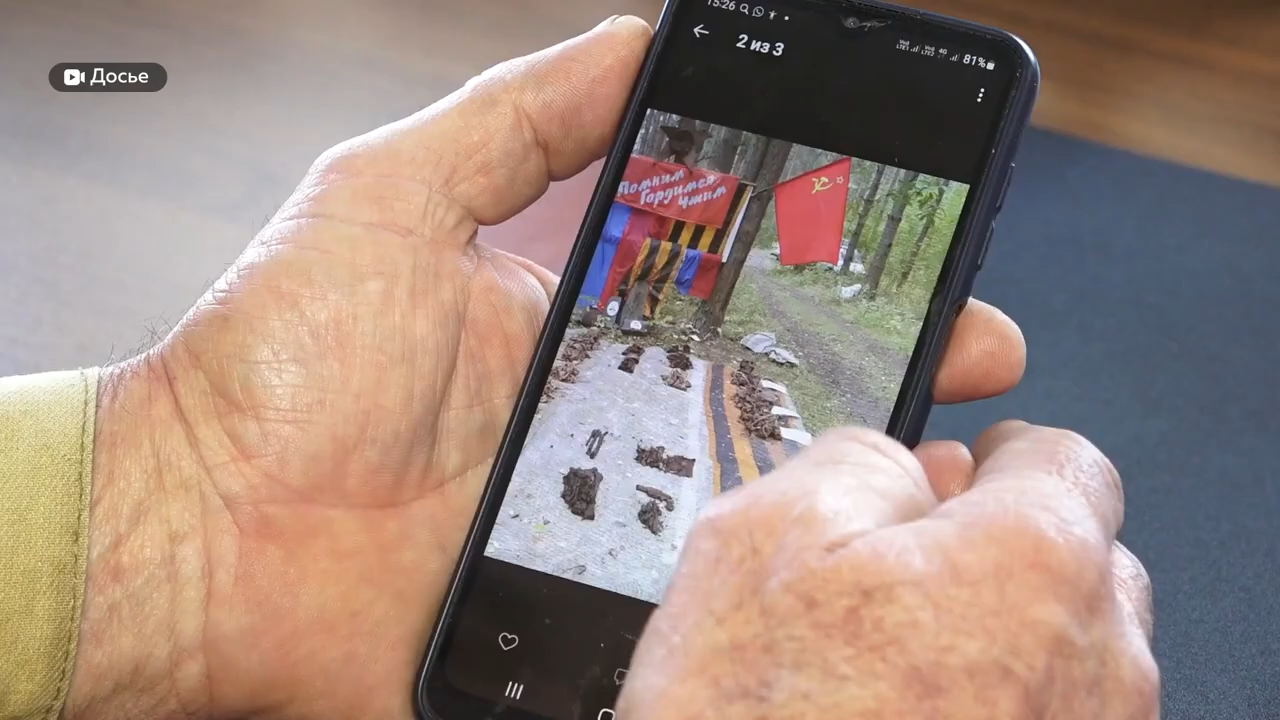 Досье
15:26
2 из 3
81%
Помним
Гордимся
Чтим